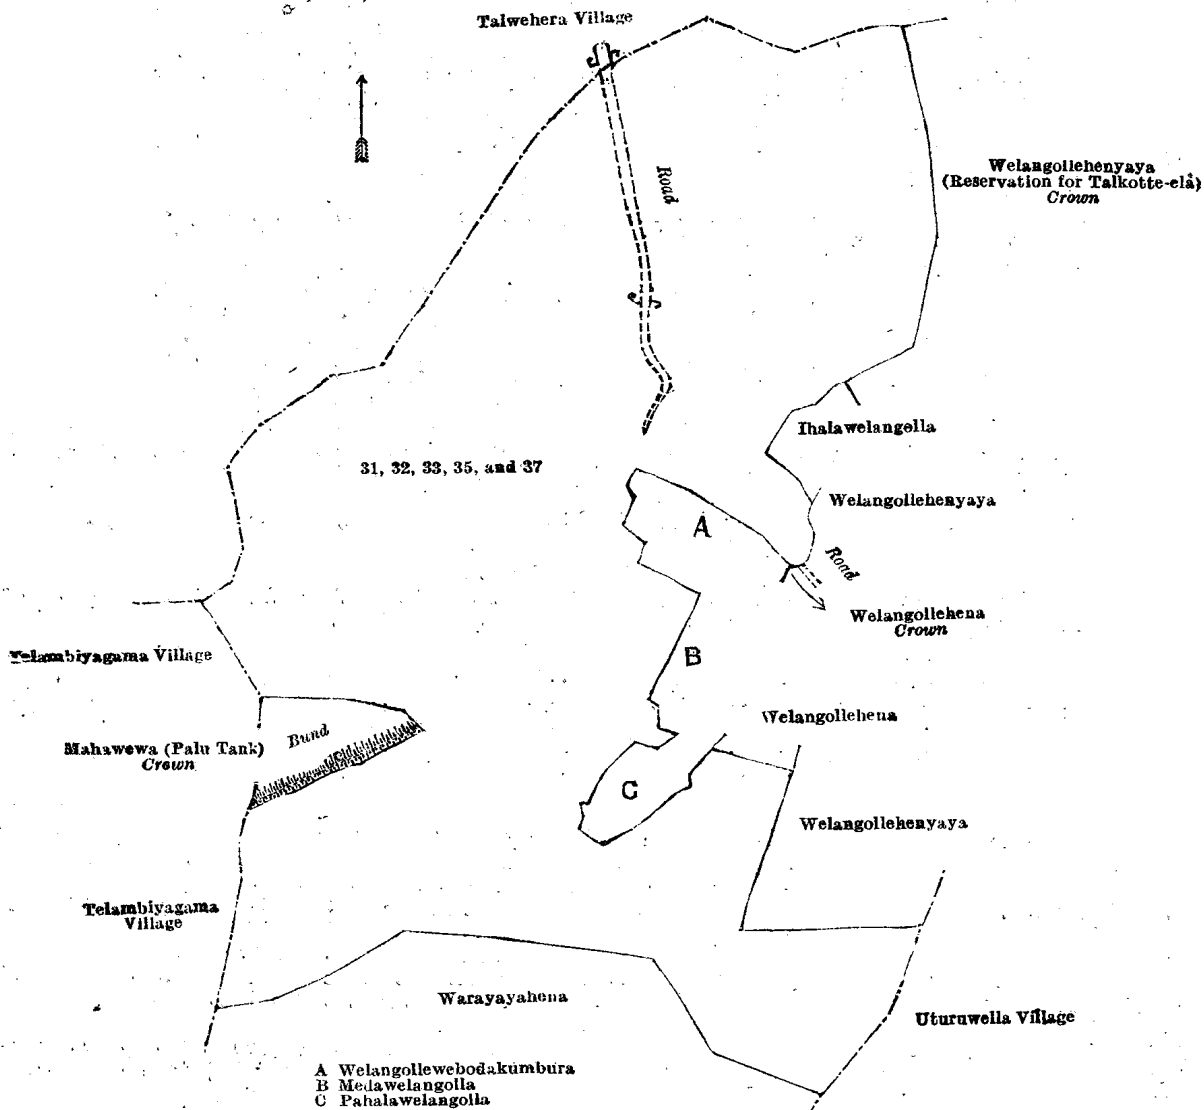 Talwehera Village
Road
Welangollehenyaya
(Reservation for Talkotte-elå)
Crown
Ihalawelangolla
31, 32, 33, 35, and 37
Welangollehenyaya
A
Road
Welangollehena
Crown
Telambiyagama Village
B
Welangollehena
Bund
Mahawewa (Palu Tank)
Crown
C
Welangollehenyaya
Telambiyagama
Village
Warayayahena
Uturuwella Village
A Welangollewebodakumbura
B Medawelangolla
C Pahalawelangolla